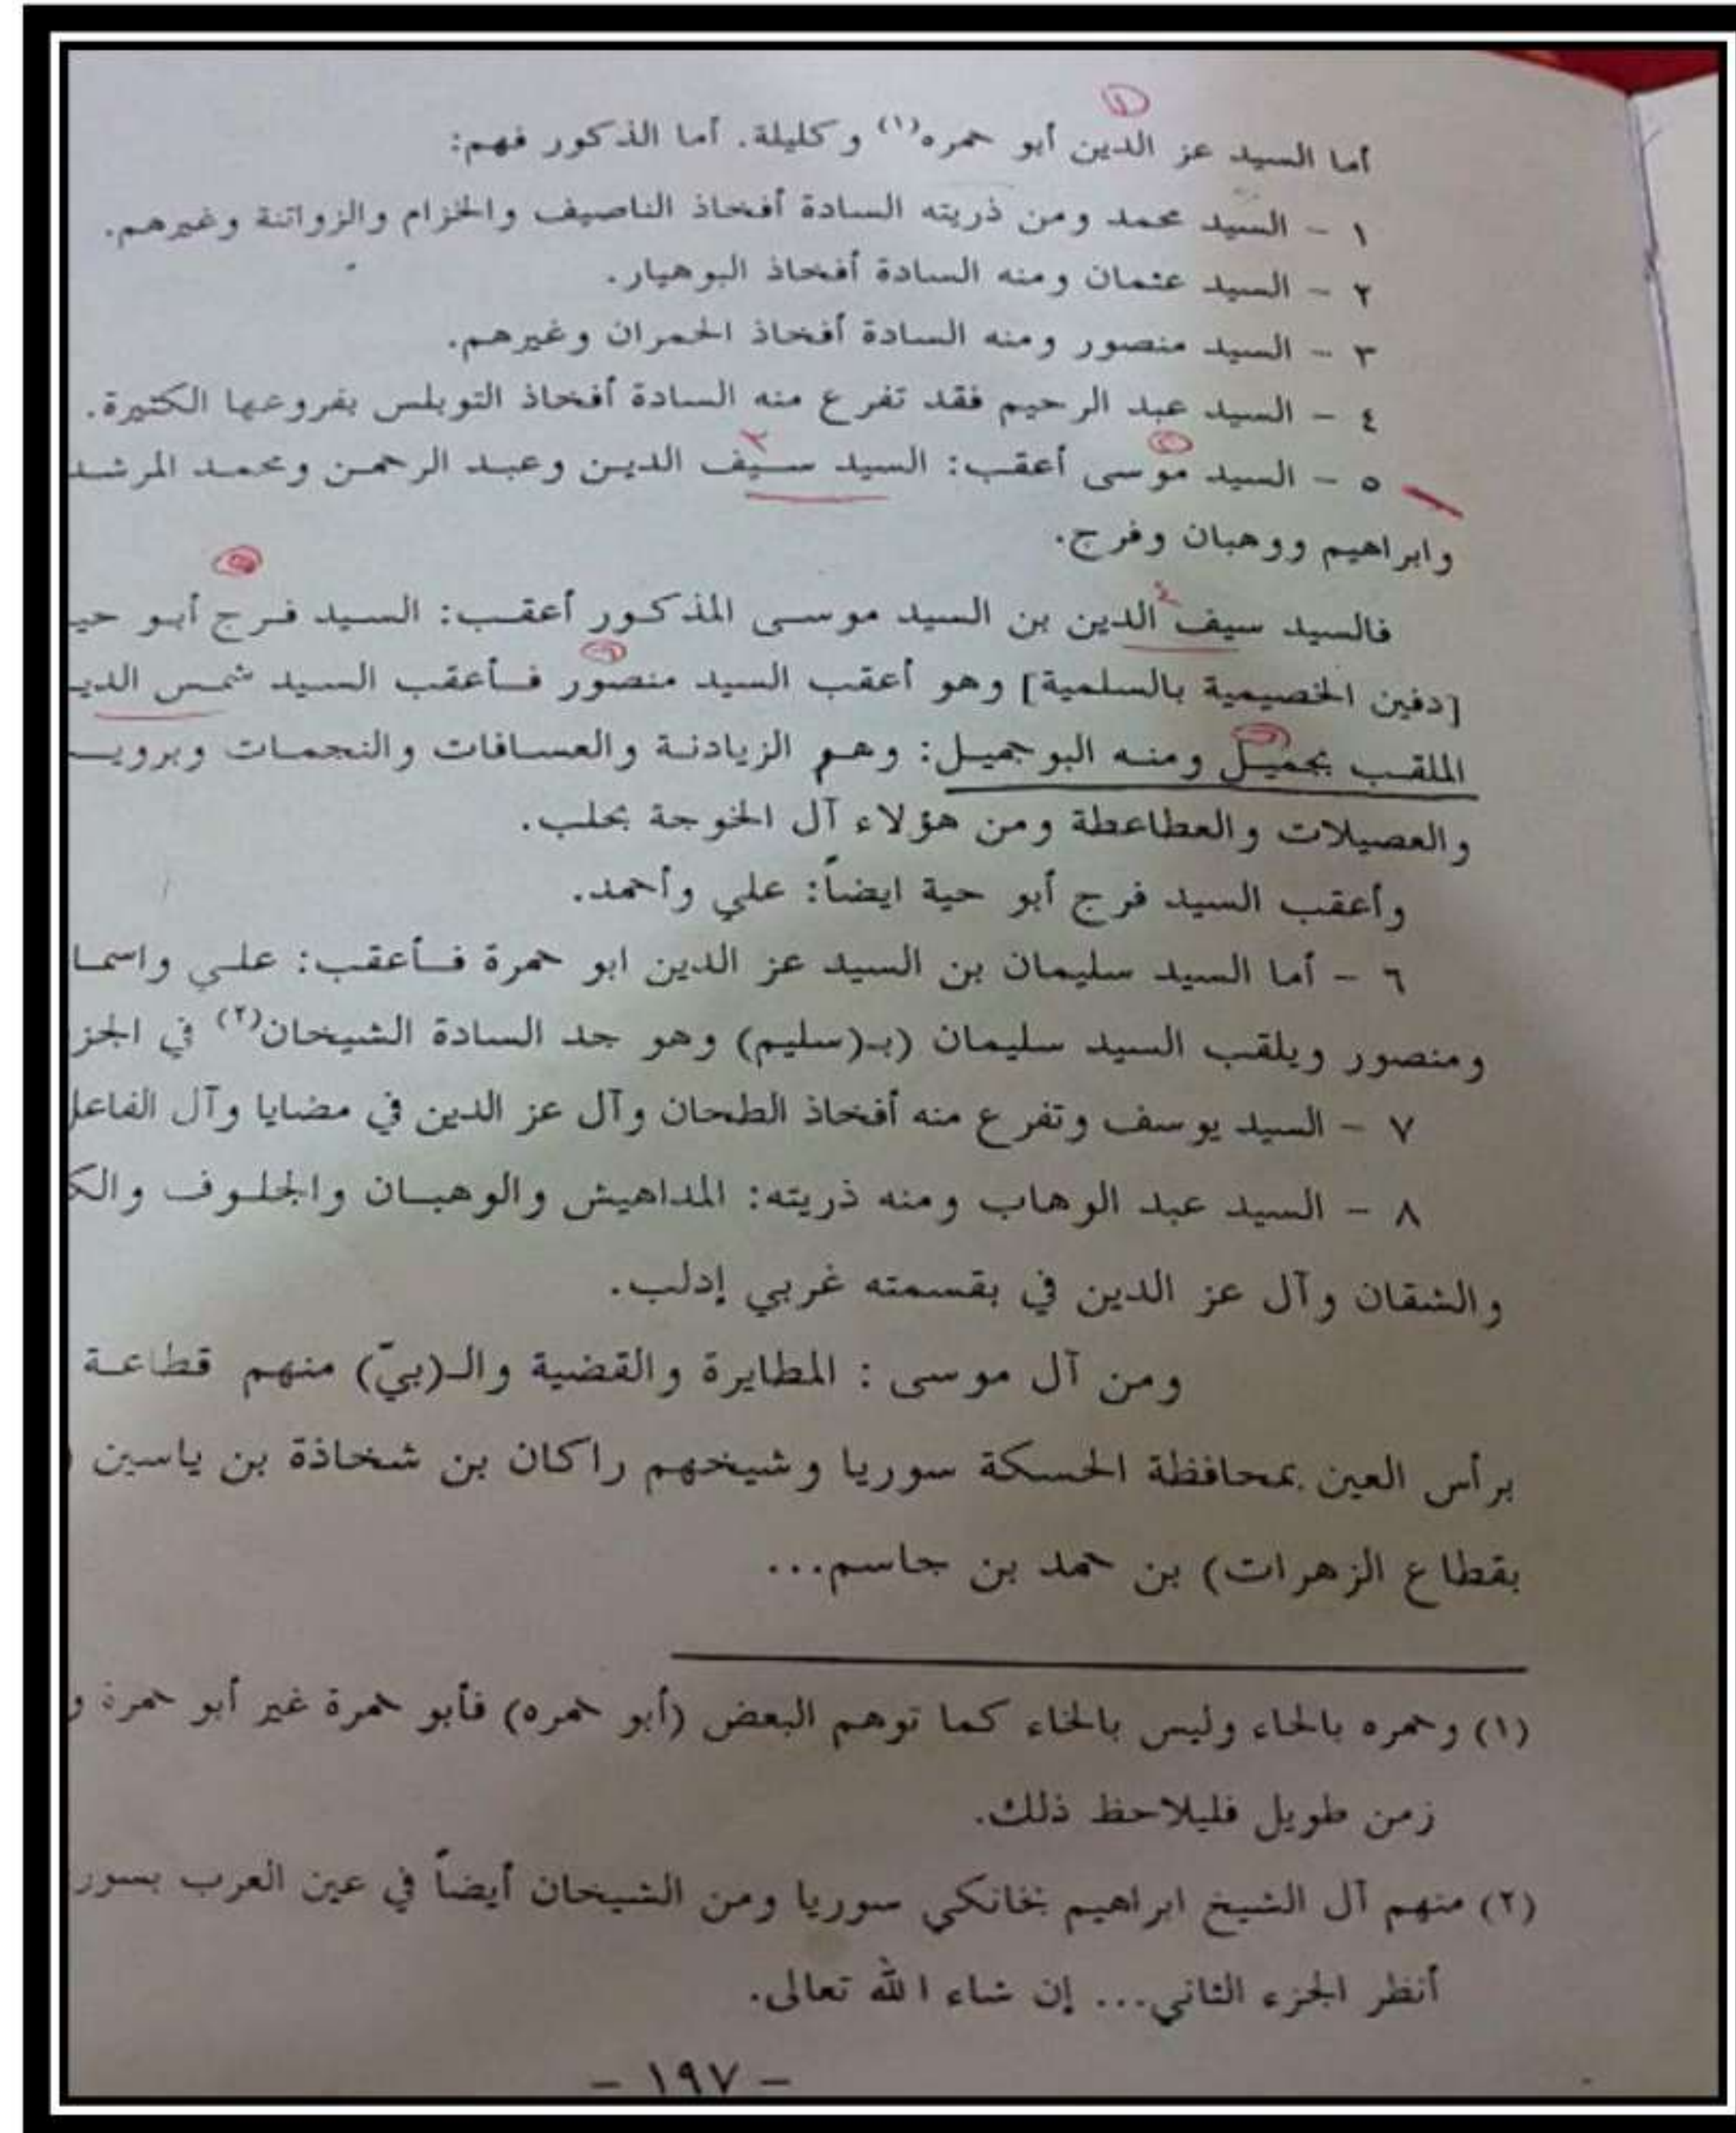 أما السيد عز الدين أبو حمره(١) وكليلة. أما الذكور فهم:
١ - السيد محمد ومن ذريته السادة أفخاذ الناصيف والخزام والزواتنة وغيرهم.
٢ - السيد عثمان ومنه السادة أفخاذ البوهيار.
٣ - السيد منصور ومنه السادة أفخاذ الحمران وغيرهم.
٤ - السيد عبد الرحيم فقد تفرع منه السادة أفخاذ التوبلس بفروعها الكثيرة.
٥ - السيد موسى أعقب: السيد سيف الدين وعبد الرحمن ومحمد المرشد
وابراهيم ووهبان وفرج.
فالسيد سيف الدين بن السيد موسى المذكور أعقب: السيد فرج أبو
[دفين الخصيمية بالسلمية] وهو أعقب السيد منصور فأعقب السيد شمس
الملقب بجميل ومنه البوجميل: وهم الزيادنة والعسافات والنجمات
والعصيلات والعطاعطة ومن هؤلاء آل الخوجة بحلب.
وأعقب السيد فرج أبو حية ايضاً: علي وأحمد.
٦ - أما السيد سليمان بن السيد عز الدين ابو حمرة فأعقب: علي
ومنصور ويلقب السيد سليمان (بـ(سليم) وهو جد السادة الشيخان(٢) في
٧ - السيد يوسف وتفرع منه أفخاذ الطحان وآل عز الدين في مضايا وآل الفاعل
٨ - السيد عبد الوهاب ومنه ذريته: المداهيش والوهبان والجلوف
والشقان وآل عز الدين في بقسمته غربي إدلب.
ومن آل موسى : المطايرة والقضية والـ(بيّ) منهم قطاعة
برأس العين بمحافظة الحسكة سوريا وشيخهم راكان بن شخاذة بن ياسين
بقطاع الزهرات) بن حمد بن جاسم...
(١) وحمره بالحاء وليس بالخاء كما توهم البعض (أبو خمره) فأبو خمرة غير أبو حمرة و
زمن طويل فليلاحظ ذلك.
(٢) منهم آل الشيخ ابراهيم بخانكي سوريا ومن الشيخان أيضاً في عين العرب
أنظر الجزء الثاني... إن شاء الله تعالى.
- ١٩٧ -